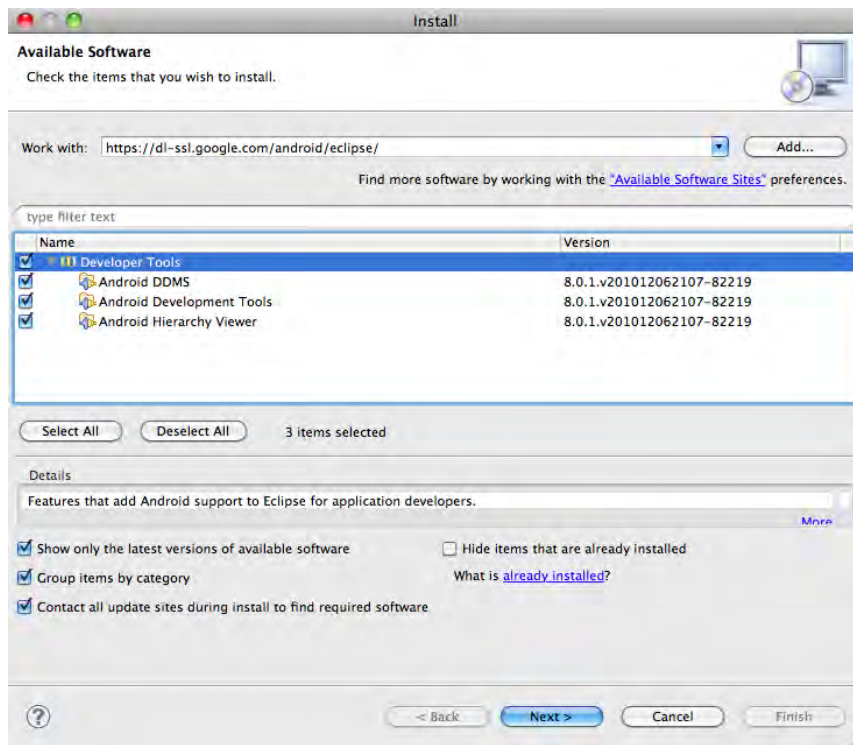 Install
Available Software
Check the items that you wish to install.
Work with: https://dl-ssl.google.com/android/eclipse/ Add...
Find more software by working with the "Available Software Sites" preferences.
type filter text
Name Version
Developer Tools
Android DDMS 8.0.1.v201012062107-82219
Android Development Tools 8.0.1.v201012062107-82219
Android Hierarchy Viewer 8.0.1.v201012062107-82219
Select All Deselect All 3 items selected
Details
Features that add Android support to Eclipse for application developers.
More
Show only the latest versions of available software Hide items that are already installed
Group items by category What is already installed?
Contact all update sites during install to find required software
? < Back Next > Cancel Finish